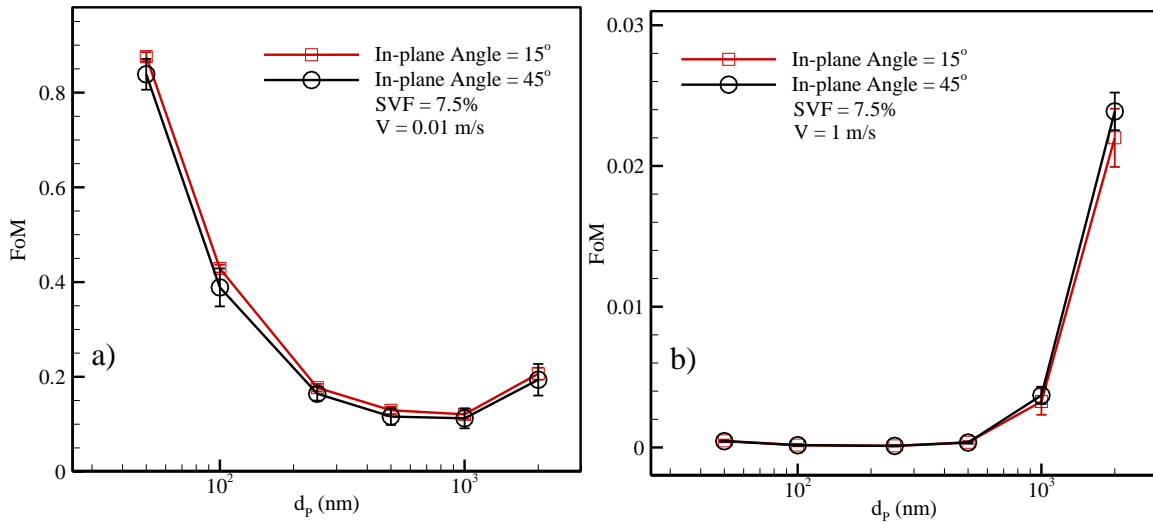 In-plane Angle = 15°
In-plane Angle = 45°
SVF = 7.5%
V = 0.01 m/s
FoM
0.8
0.6
0.4
0.2
0
a)
10²
10³
dₚ (nm)
In-plane Angle = 15°
In-plane Angle = 45°
SVF = 7.5%
V = 1 m/s
FoM
0.03
0.02
0.01
0
b)
10²
10³
dₚ (nm)